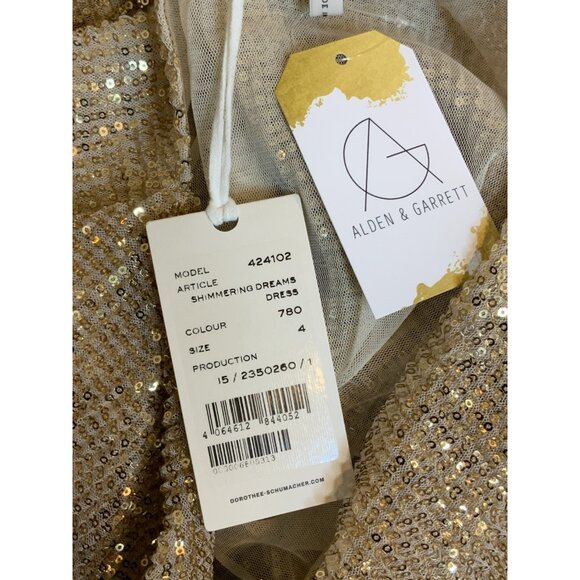 MODEL 424102
ARTICLE
SHIMMERING DREAMS
DRESS
COLOUR 780
SIZE 4
PRODUCTION
15 / 2350260 / 1
4 064612 844052
DOROTHEE-SCHUMACHER.COM
AG
ALDEN & GARRETT